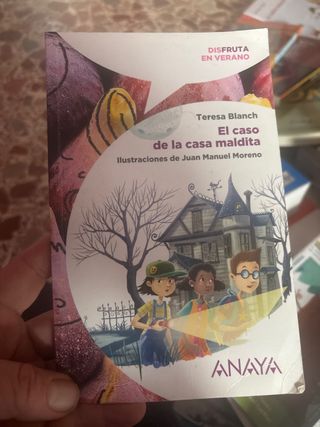 DISFRUTA
EN VERANO
Teresa Blanch
El caso
de la casa maldita
Ilustraciones de Juan Manuel Moreno
ANAYA